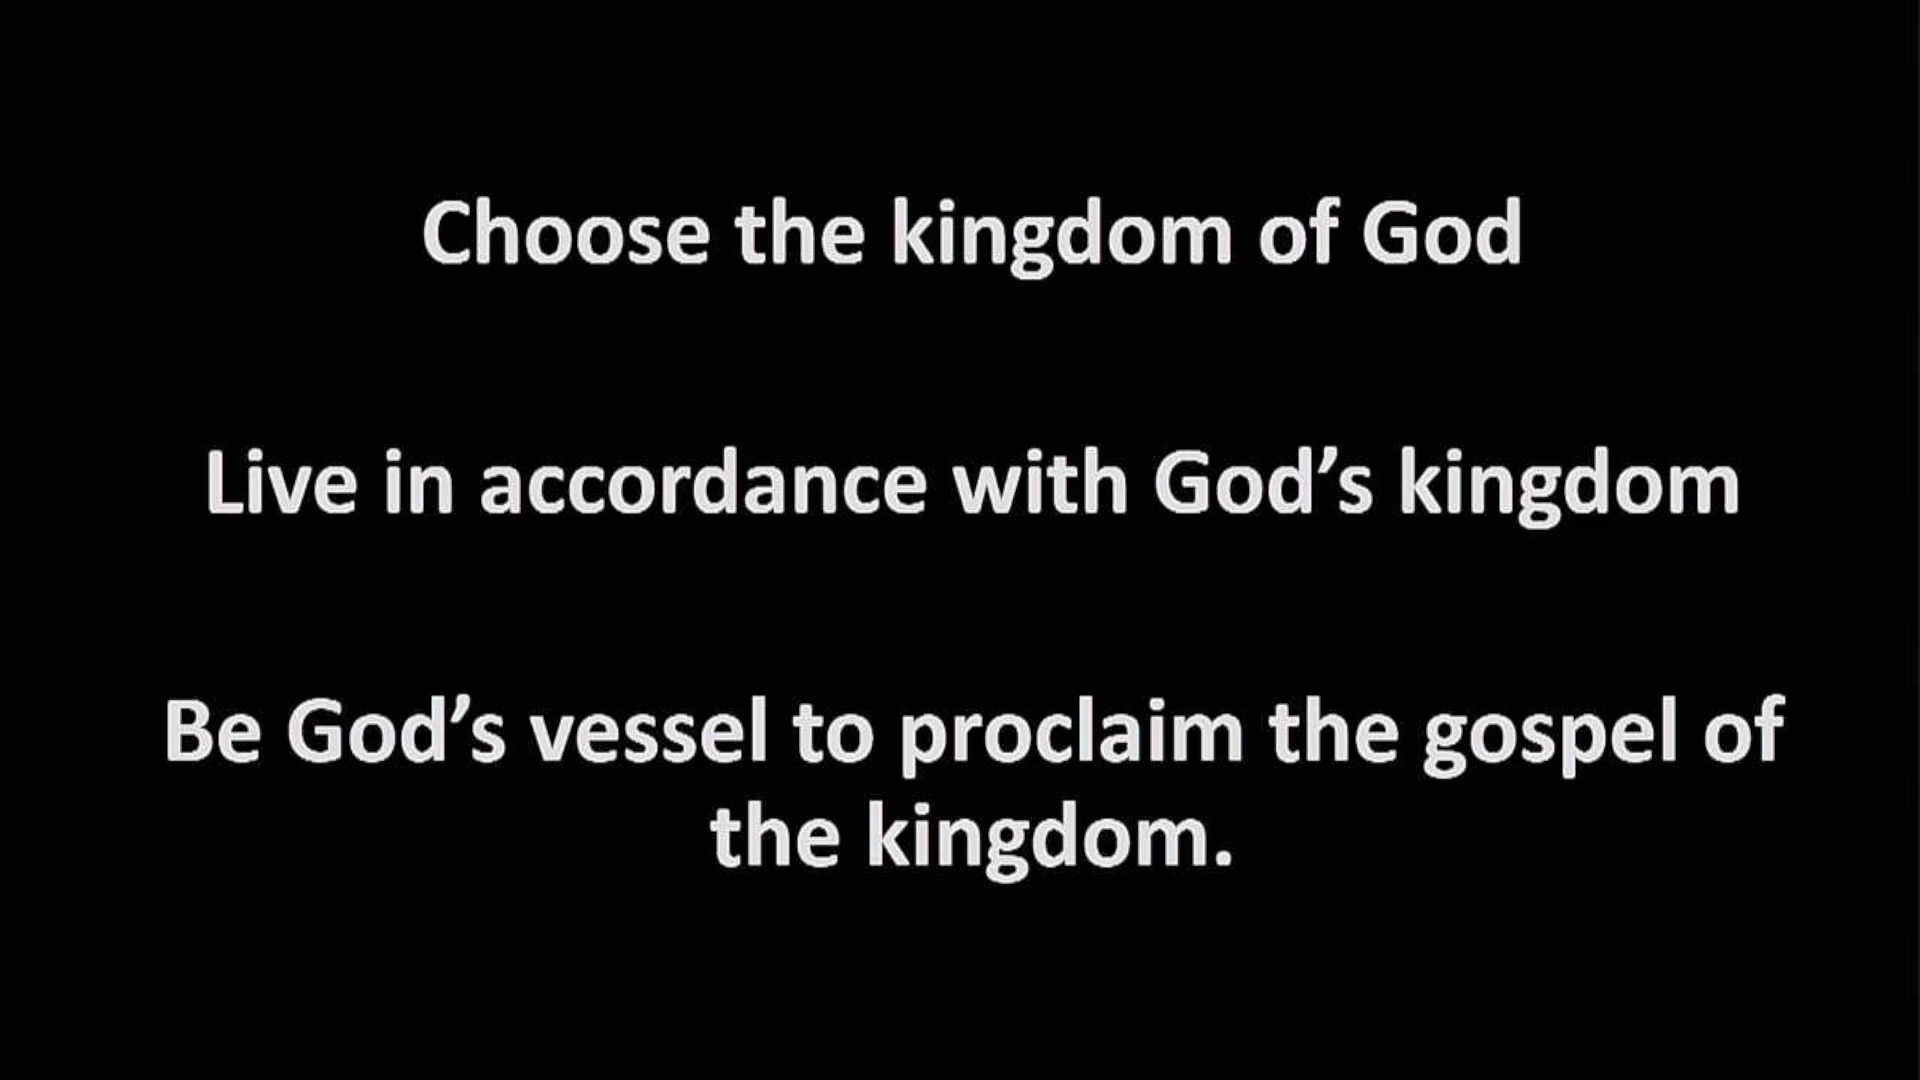 Choose the kingdom of God
Live in accordance with God’s kingdom
Be God’s vessel to proclaim the gospel of
the kingdom.